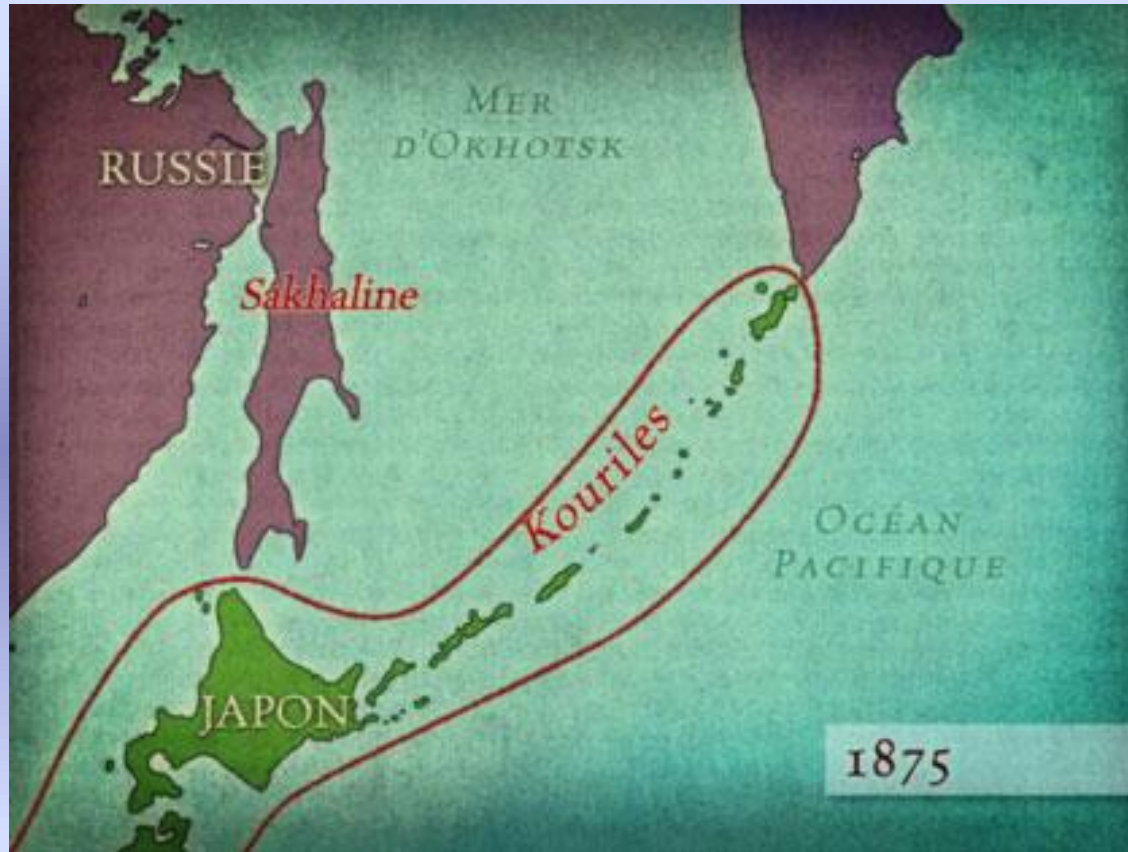 MER
D'OKHOTSK
RUSSIE
Sakhaline
Kouriles
OCÉAN
PACIFIQUE
JAPON
1875